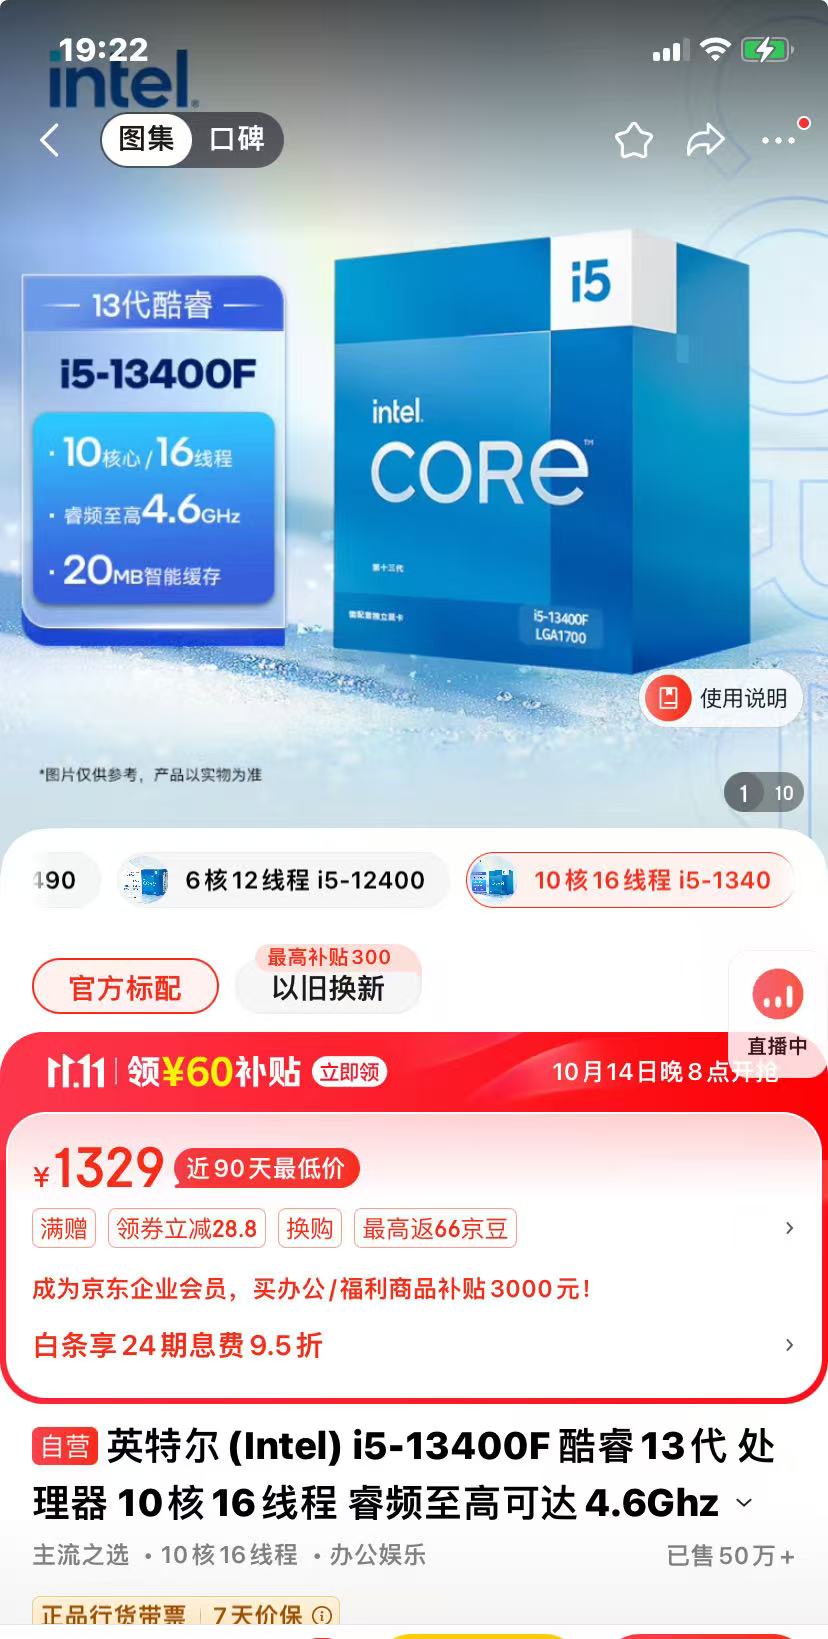 19:22
intel
图集 口碑
13代酷睿
i5-13400F
· 10核心/16线程
· 睿频至高4.6GHz
· 20MB智能缓存
i5
intel.
CORe™
第十三代
需配套独立显卡
i5-13400F
LGA1700
使用说明
*图片仅供参考，产品以实物为准
1 10
490 6核12线程 i5-12400 10核16线程 i5-1340
最高补贴300
官方标配 以旧换新
直播中
11.11 领¥60补贴 立即领 10月14日晚8点开抢
¥1329 近90天最低价
满赠 领券立减28.8 换购 最高返66京豆
成为京东企业会员，买办公/福利商品补贴3000元！
白条享24期息费9.5折
自营 英特尔 (Intel) i5-13400F 酷睿13代 处
理器 10核16线程 睿频至高可达4.6Ghz
主流之选 · 10核16线程 · 办公娱乐 已售50万+
正品行货带票 7天价保